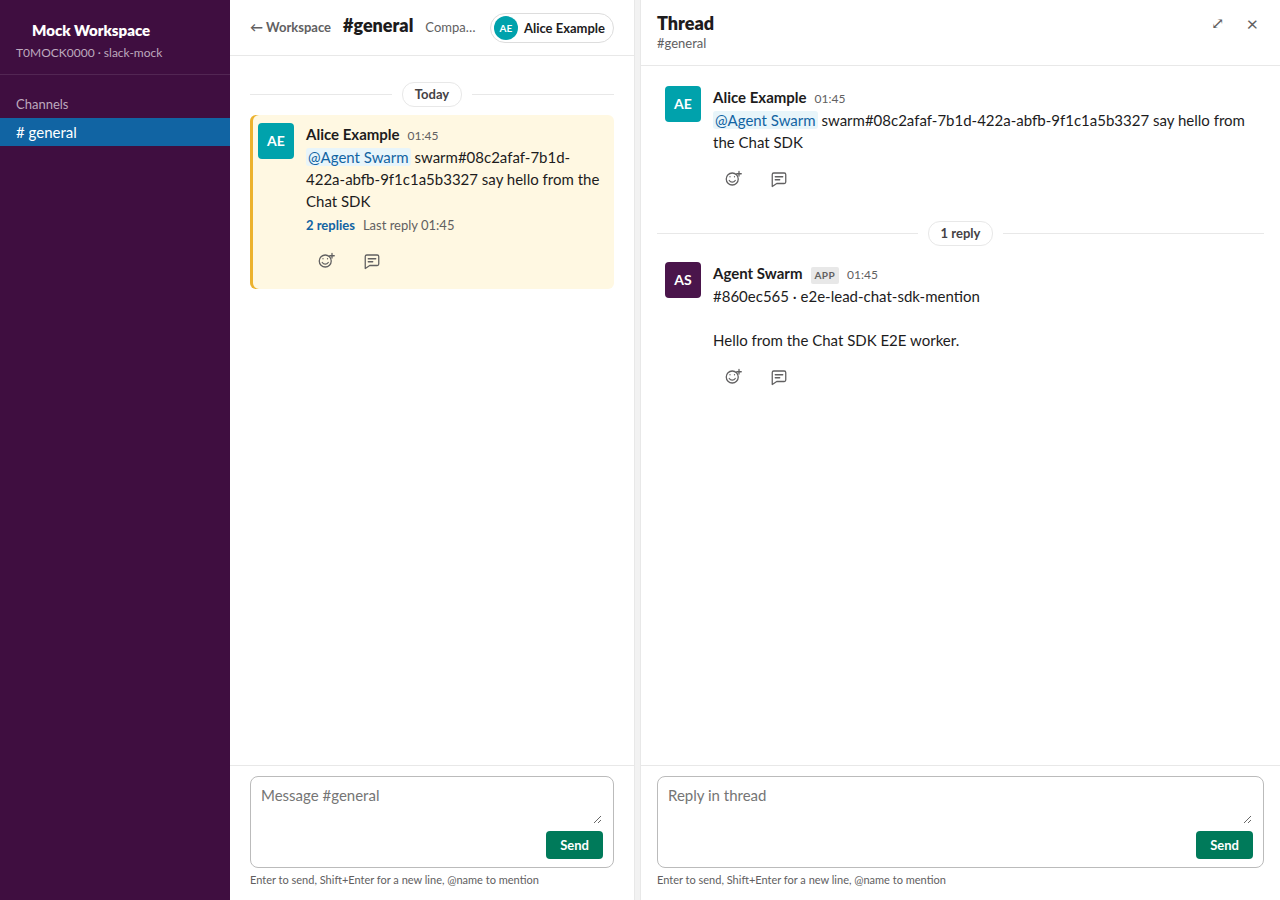 Mock Workspace
T0MOCK0000 · slack-mock
Channels
# general
← Workspace #general Compa... AE Alice Example
Today
AE Alice Example 01:45
@Agent Swarm swarm#08c2afaf-7b1d-
422a-abfb-9f1c1a5b3327 say hello from the
Chat SDK
2 replies Last reply 01:45
Message #general
Send
Enter to send, Shift+Enter for a new line, @name to mention
Thread
#general
AE Alice Example 01:45
@Agent Swarm swarm#08c2afaf-7b1d-422a-abfb-9f1c1a5b3327 say hello from
the Chat SDK
1 reply
AS Agent Swarm APP 01:45
#860ec565 · e2e-lead-chat-sdk-mention
Hello from the Chat SDK E2E worker.
Reply in thread
Send
Enter to send, Shift+Enter for a new line, @name to mention